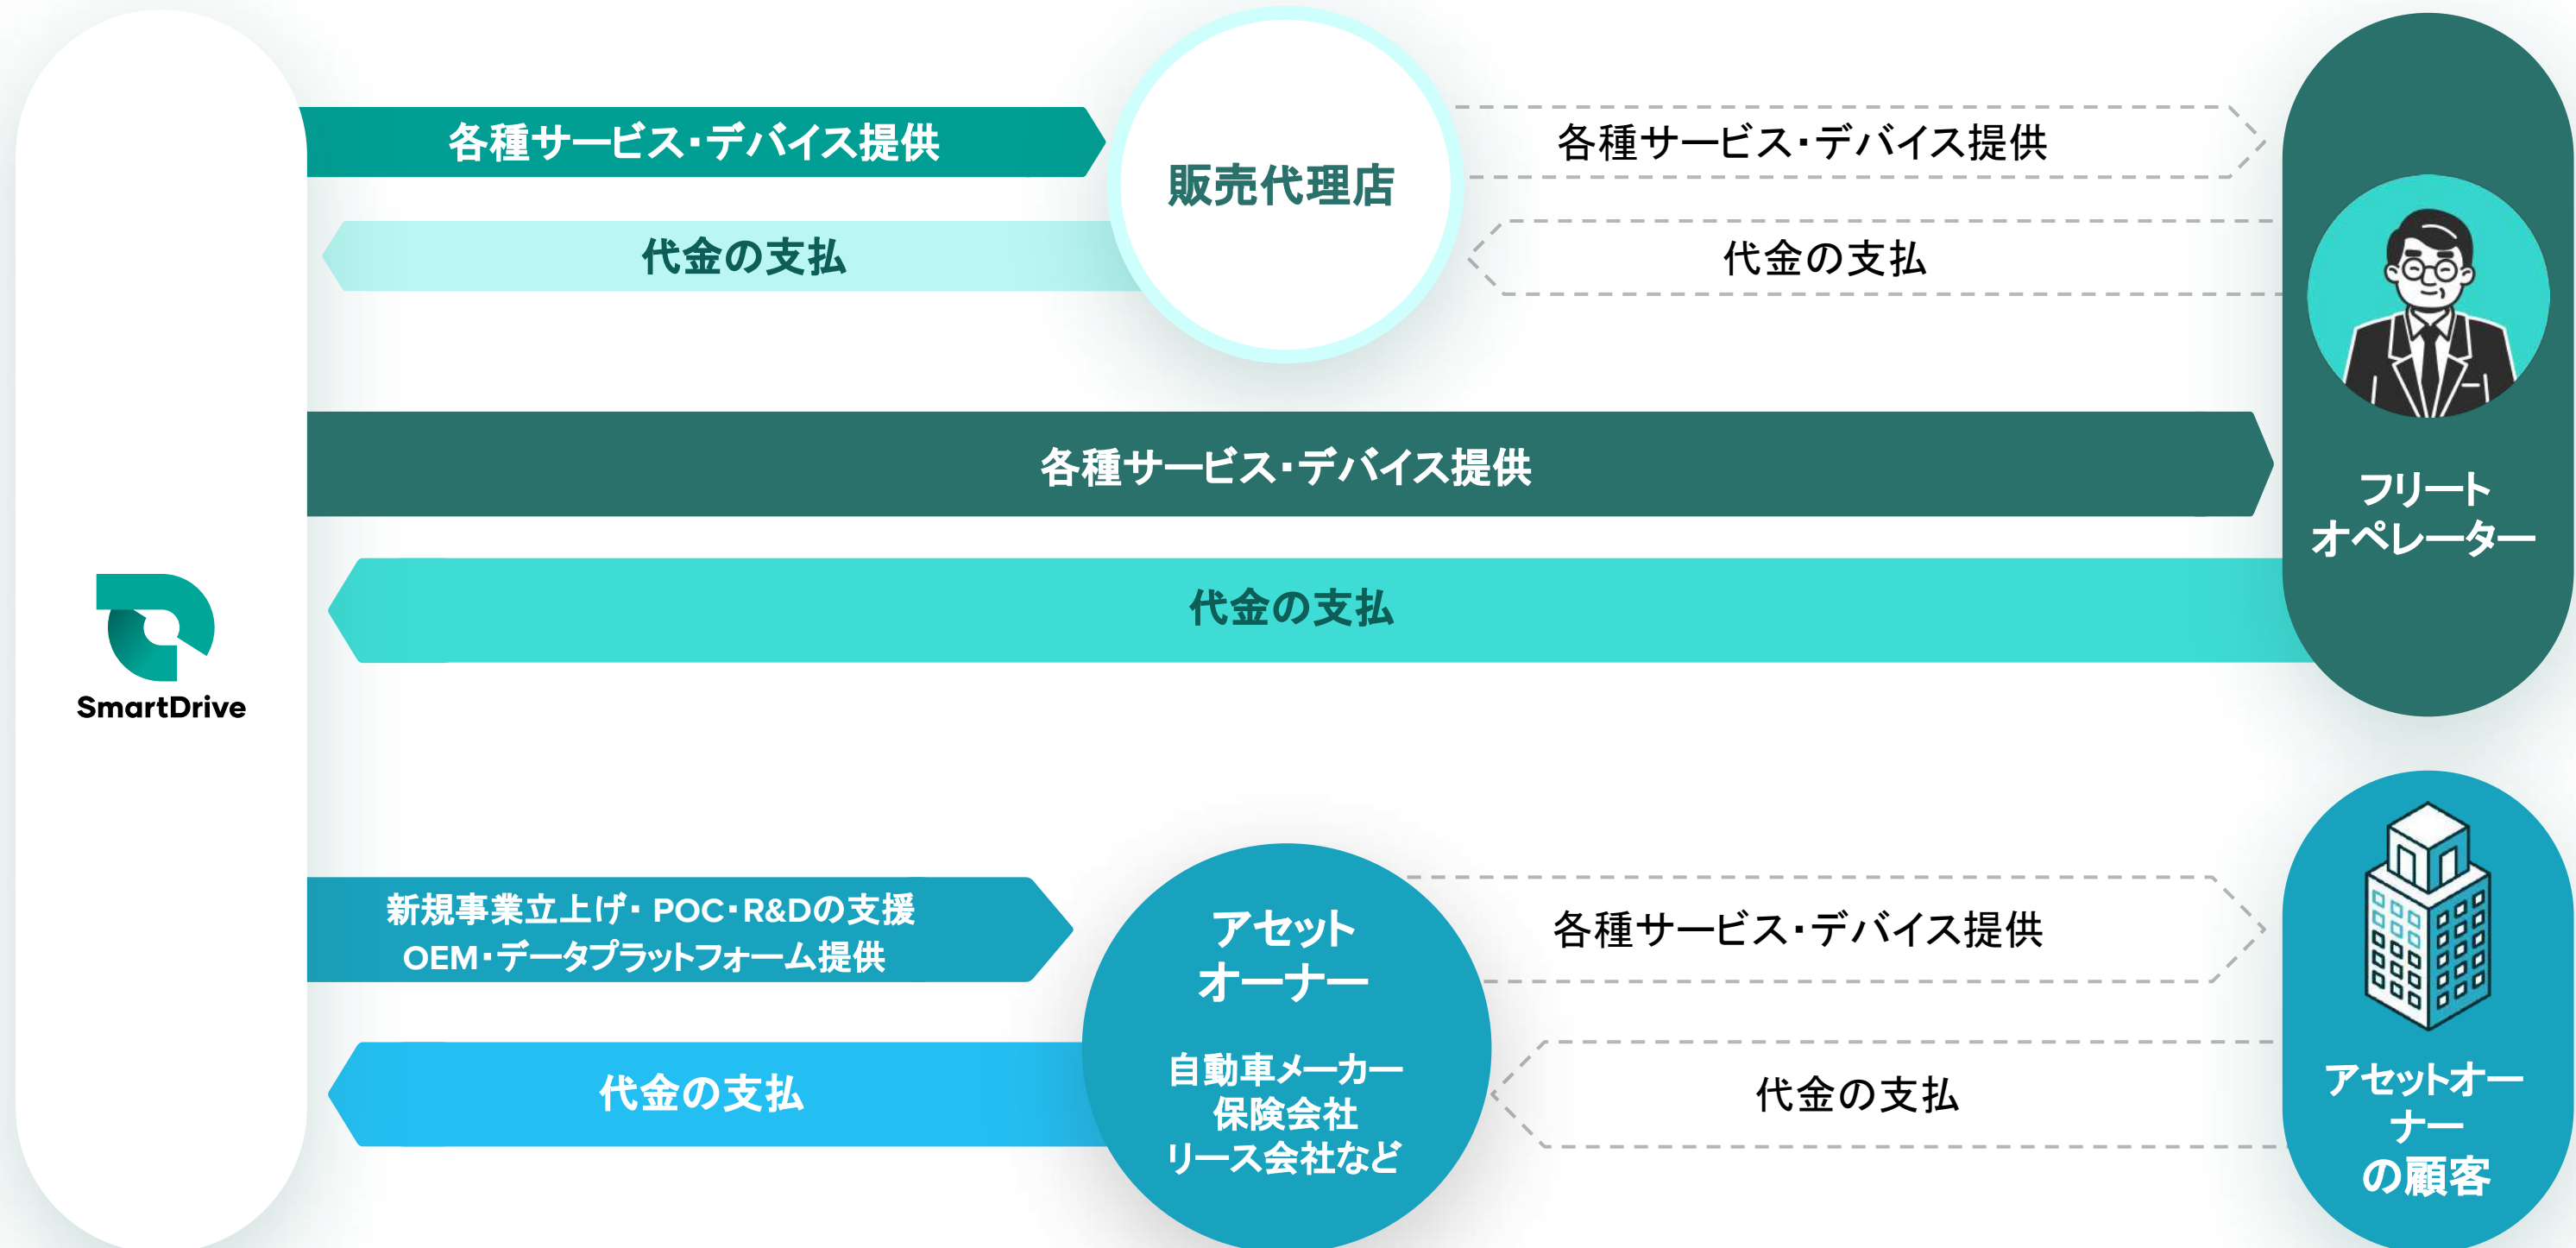 各種サービス・デバイス提供
代金の支払
販売代理店
各種サービス・デバイス提供
代金の支払
各種サービス・デバイス提供
代金の支払
フリート
オペレーター
SmartDrive
新規事業立上げ・POC・R&Dの支援
OEM・データプラットフォーム提供
代金の支払
アセット
オーナー
自動車メーカー
保険会社
リース会社など
各種サービス・デバイス提供
代金の支払
アセットオー
ナー
の顧客